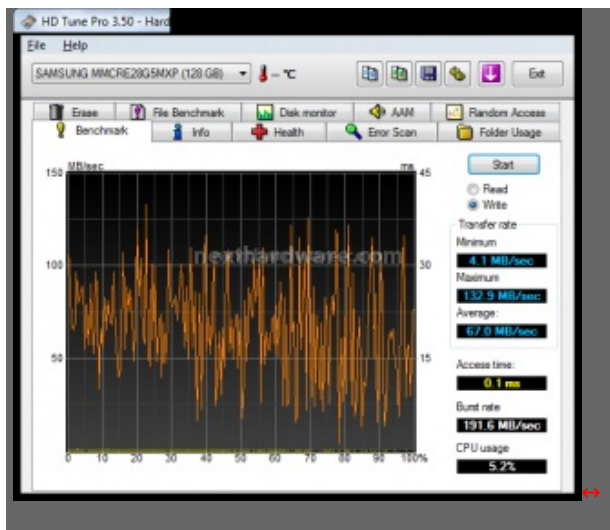 HD Tune Pro 3.50 - Hard
File Help
SAMSUNG MMCRE28G5MXP (128 GB) – °C Exit
Erase File Benchmark Disk monitor AAM Random Access
Benchmark Info Health Error Scan Folder Usage
MB/sec ms
150 45
100 30
50 15
0 10 20 30 40 50 60 70 80 90 100%
nexthardware.com
Start
Read
Write
Transfer rate
Minimum
4.1 MB/sec
Maximum
132.9 MB/sec
Average:
67.0 MB/sec
Access time:
0.1 ms
Burst rate
191.6 MB/sec
CPU usage
5.2%